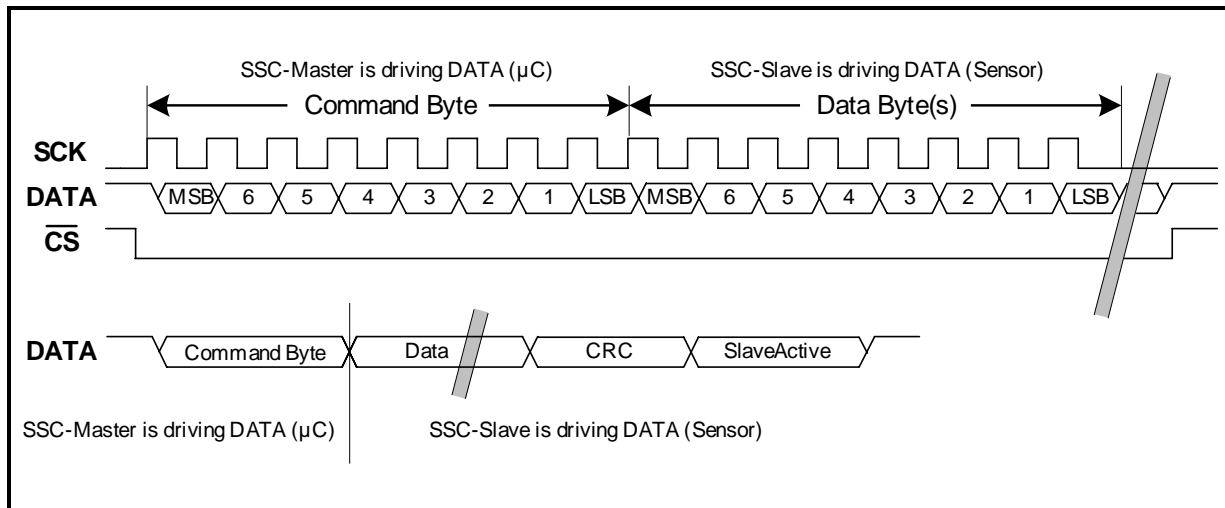 SSC-Master is driving DATA (µC) SSC-Slave is driving DATA (Sensor)
Command Byte Data Byte(s)
SCK
DATA MSB 6 5 4 3 2 1 LSB MSB 6 5 4 3 2 1 LSB
CS
DATA Command Byte Data CRC SlaveActive
SSC-Master is driving DATA (µC) SSC-Slave is driving DATA (Sensor)